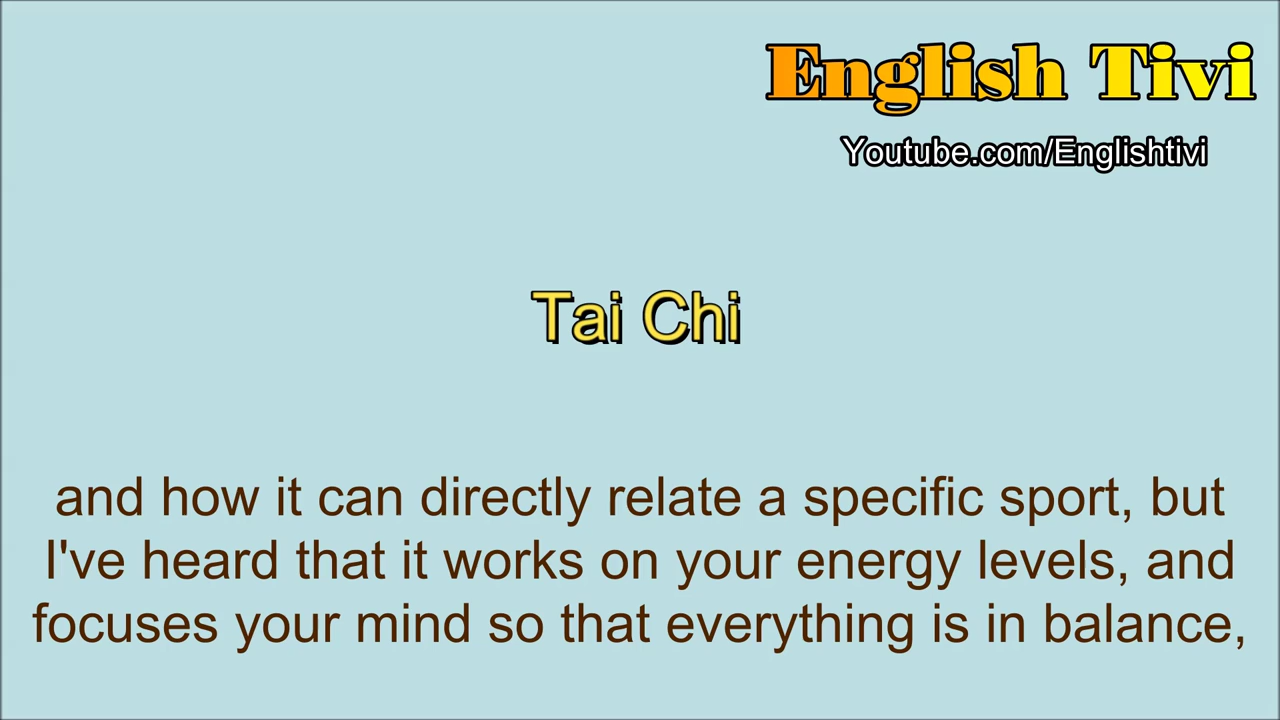 English Tivi
Youtube.com/Englishtivi
Tai Chi
and how it can directly relate a specific sport, but
I've heard that it works on your energy levels, and
focuses your mind so that everything is in balance,